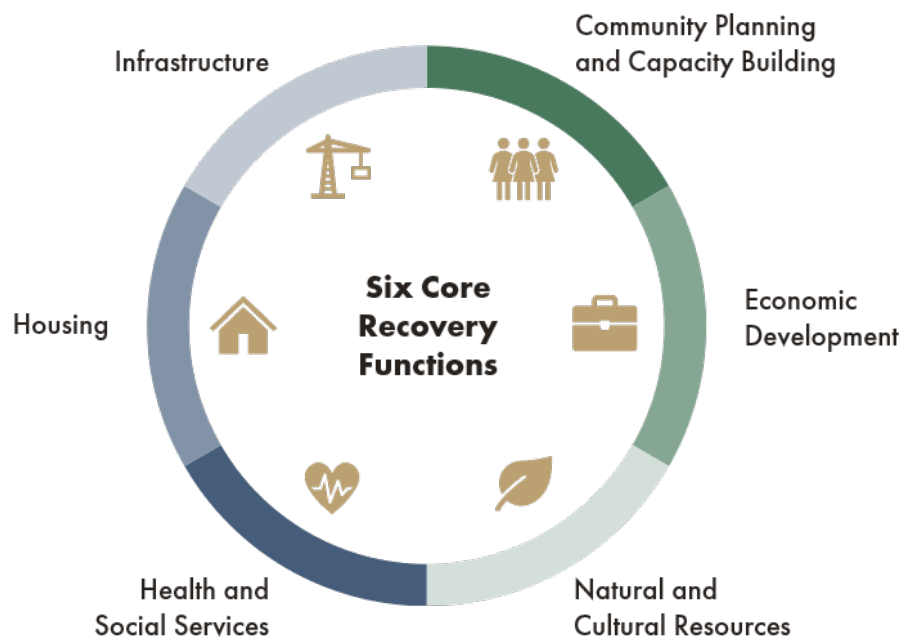 Six Core
Recovery
Functions
Community Planning
and Capacity Building
Economic
Development
Natural and
Cultural Resources
Health and
Social Services
Housing
Infrastructure